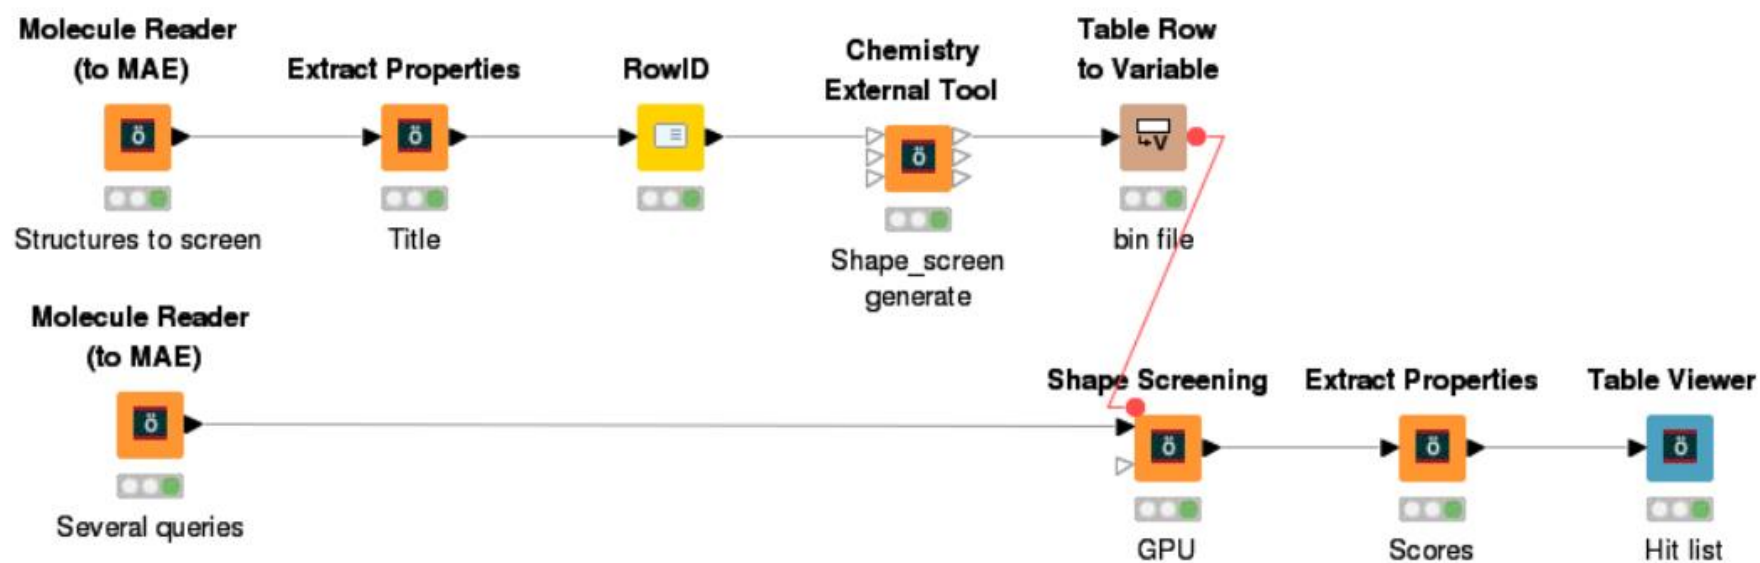 Molecule Reader
(to MAE)
ö
Structures to screen
Extract Properties
ö
Title
RowID
Chemistry
External Tool
ö
Shape_screen
generate
Table Row
to Variable
V
bin file
Molecule Reader
(to MAE)
ö
Several queries
Shape Screening
ö
GPU
Extract Properties
ö
Scores
Table Viewer
ö
Hit list